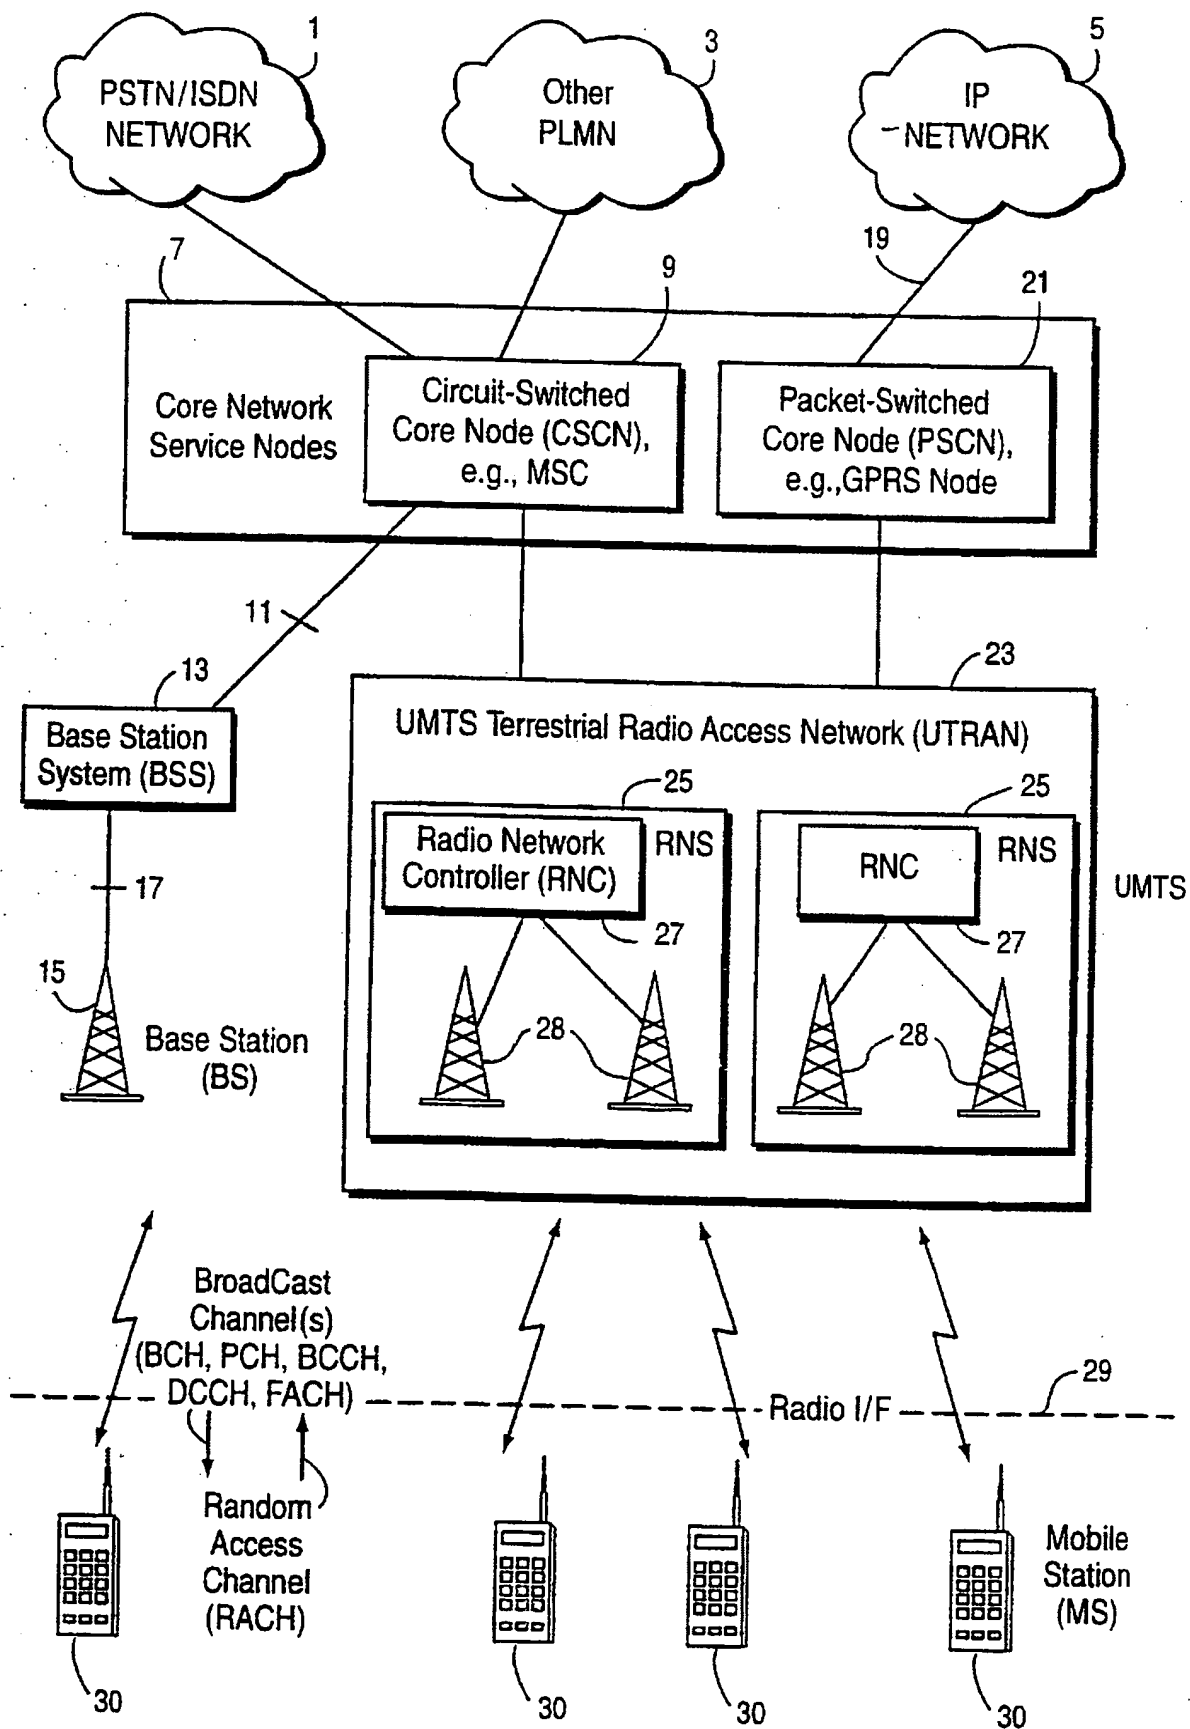 1
PSTN/ISDN
NETWORK
3
Other
PLMN
5
IP
NETWORK
19
7
9
21
Core Network
Service Nodes
Circuit-Switched
Core Node (CSCN),
e.g., MSC
Packet-Switched
Core Node (PSCN),
e.g.,GPRS Node
11
13
Base Station
System (BSS)
17
15
Base Station
(BS)
23
UMTS Terrestrial Radio Access Network (UTRAN)
25
Radio Network
Controller (RNC)
RNS
27
28
25
RNC
RNS
27
28
UMTS
BroadCast
Channel(s)
(BCH, PCH, BCCH,
DCCH, FACH)
Radio I/F
29
Random
Access
Channel
(RACH)
Mobile
Station
(MS)
30
30
30
30